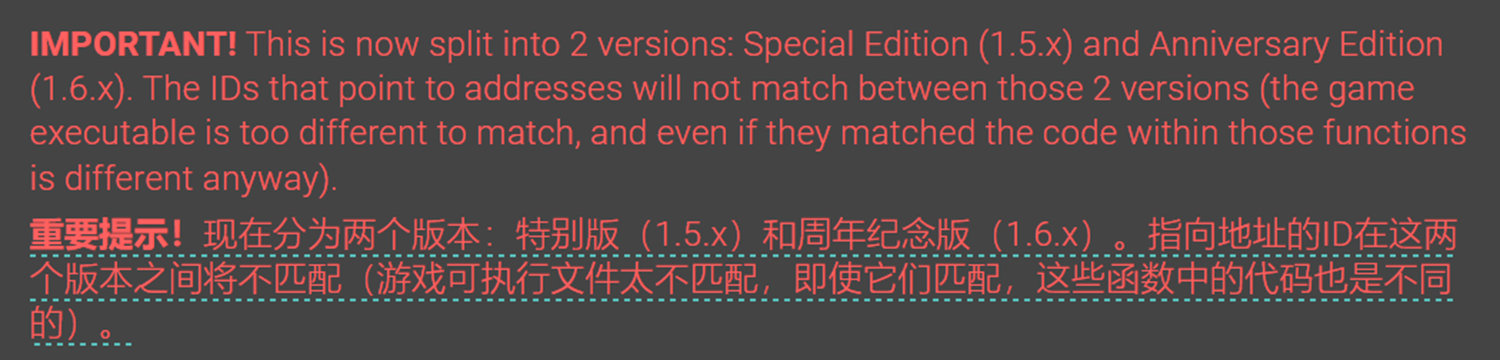 IMPORTANT! This is now split into 2 versions: Special Edition (1.5.x) and Anniversary Edition
(1.6.x). The IDs that point to addresses will not match between those 2 versions (the game
executable is too different to match, and even if they matched the code within those functions
is different anyway).
重要提示！现在分为两个版本：特别版（1.5.x）和周年纪念版（1.6.x）。指向地址的ID在这两
个版本之间将不匹配（游戏可执行文件太不匹配，即使它们匹配，这些函数中的代码也是不同
的）。